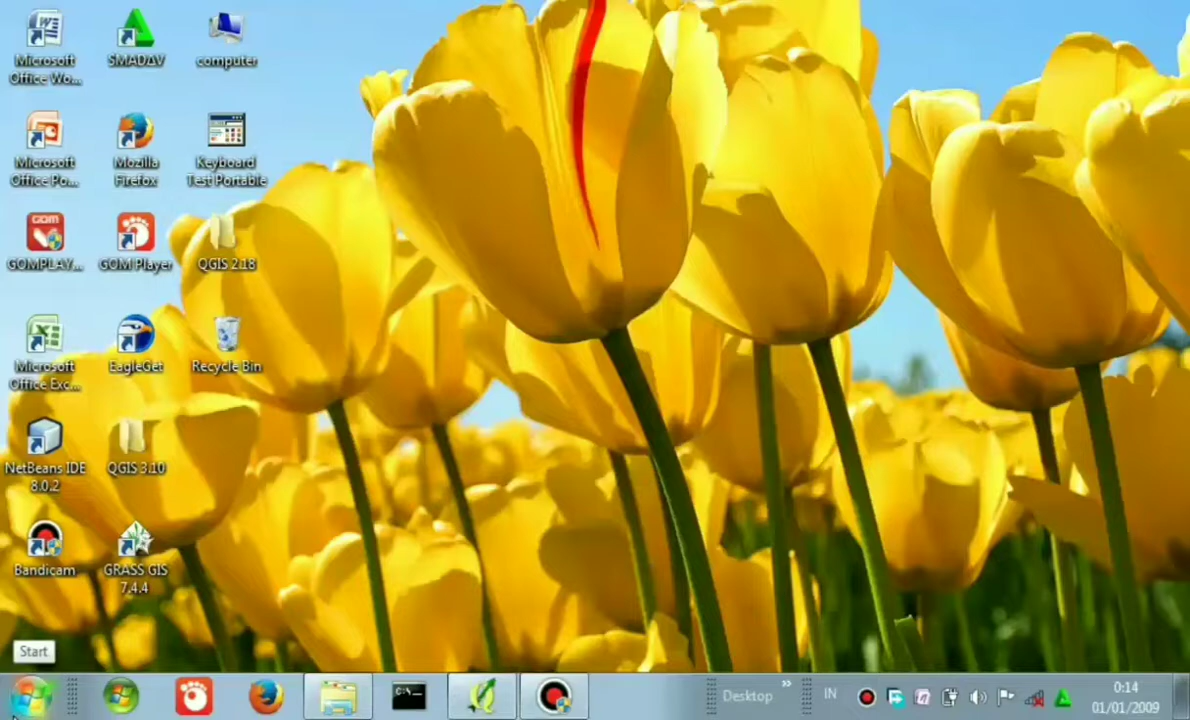 Microsoft
Office Wo...
SMADΔV
computer
Microsoft
Office Po...
Mozilla
Firefox
Keyboard
Test Portable
GOM
GOMPLAY...
GOM Player
QGIS 2.18
Microsoft
Office Exc...
EagleGet
Recycle Bin
NetBeans IDE
8.0.2
QGIS 3.10
Bandicam
GRASS GIS
7.4.4
Start
C:\_
Desktop
»
IN
0:14
01/01/2009